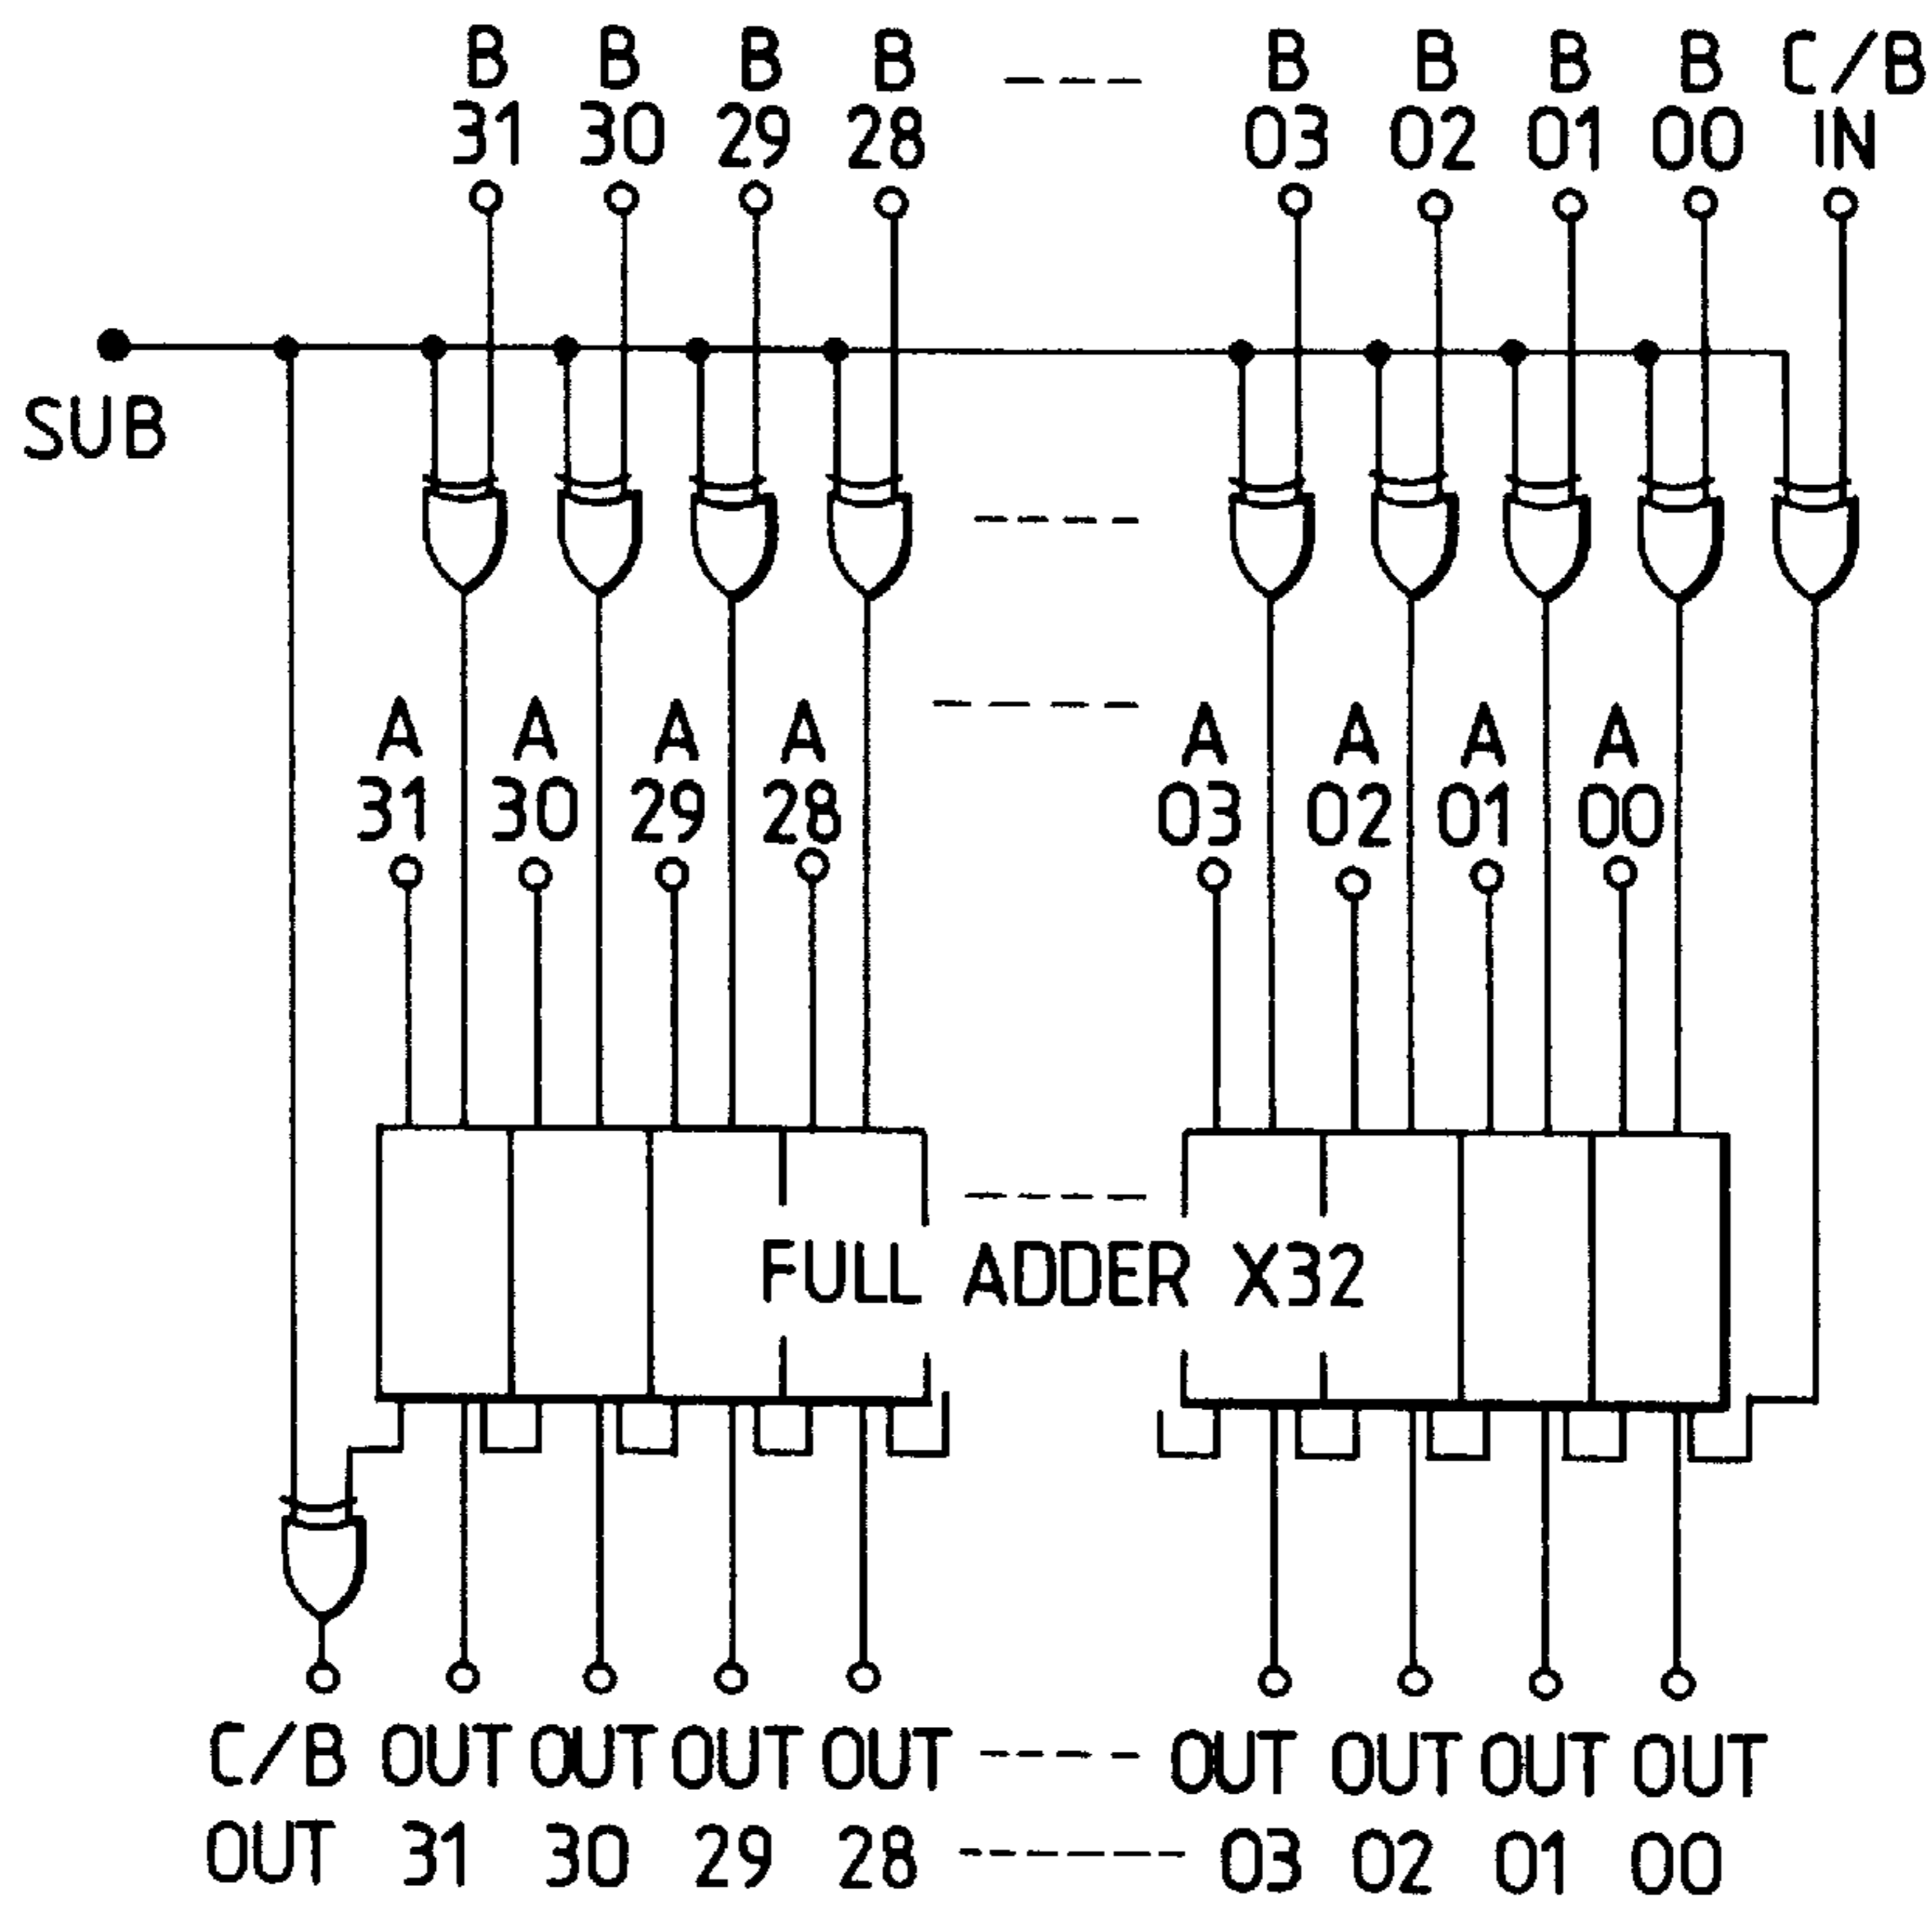 B B B B ---- B B B B C/B
31 30 29 28 03 02 01 00 IN
SUB
----
-----
A A A A A A A A
31 30 29 28 03 02 01 00
-----
FULL ADDER X32
C/B OUT OUT OUT OUT ---- OUT OUT OUT OUT
OUT 31 30 29 28 ------- 03 02 01 00